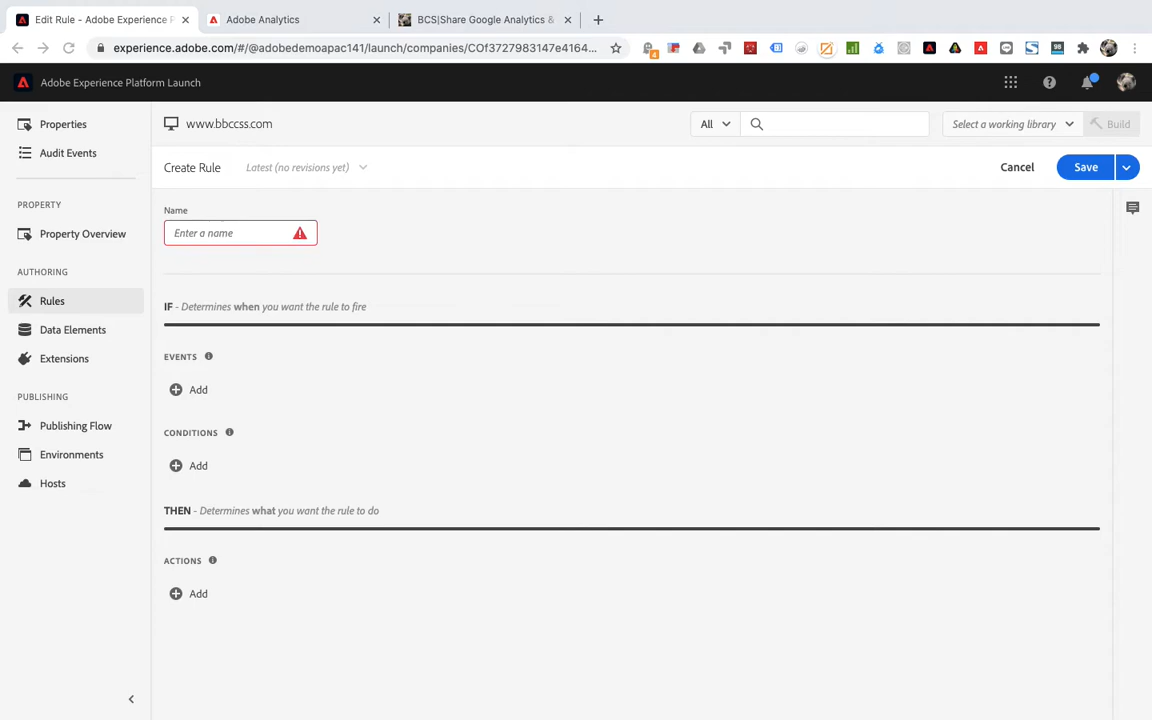 Edit Rule - Adobe Experience P
Adobe Analytics
BCS|Share Google Analytics &
experience.adobe.com/#/@adobedemoapac141/launch/companies/COf3727983147e4164...
4
98
Adobe Experience Platform Launch
Properties
www.bbccss.com
All
Select a working library
Build
Audit Events
Create Rule
Latest (no revisions yet)
Cancel
Save
PROPERTY
Name
Property Overview
Enter a name
AUTHORING
Rules
IF - Determines when you want the rule to fire
Data Elements
Extensions
EVENTS
Add
PUBLISHING
Publishing Flow
CONDITIONS
Environments
Add
Hosts
THEN - Determines what you want the rule to do
ACTIONS
Add